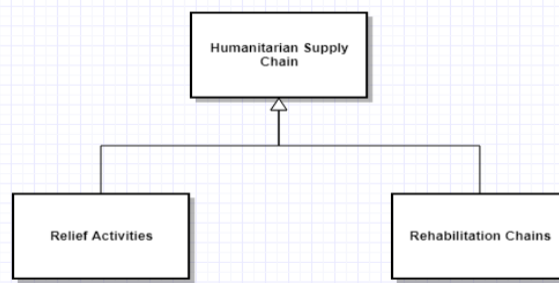 Humanitarian Supply
Chain
Relief Activities
Rehabilitation Chains